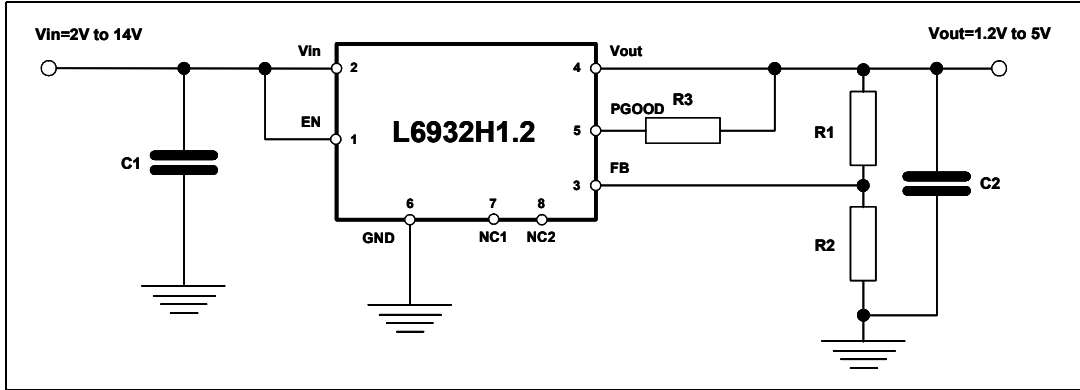 Vin=2V to 14V
Vout=1.2V to 5V
Vin
Vout
2
4
R3
PGOOD
EN
L6932H1.2
5
R1
1
C1
FB
3
C2
6
7
8
GND
NC1
NC2
R2